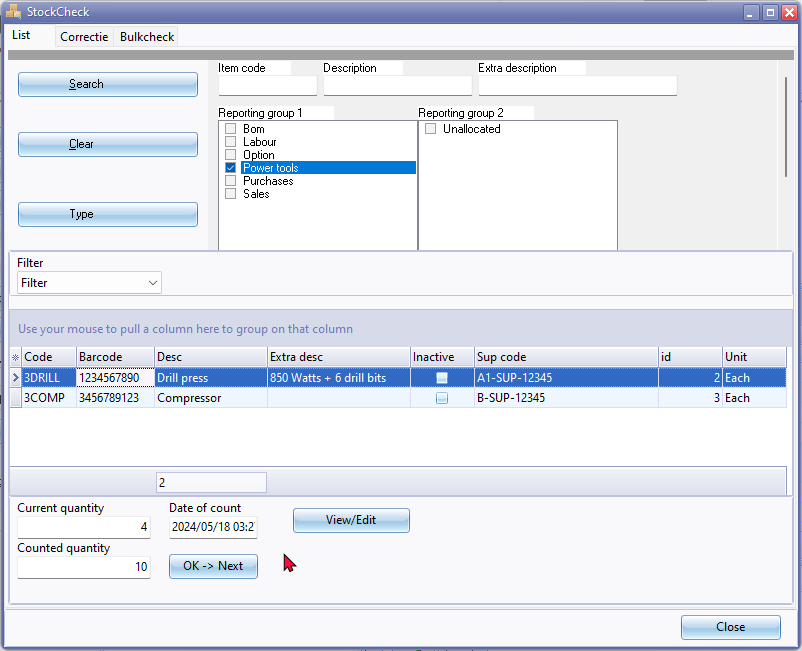 StockCheck
List Correctie Bulkcheck
Search
Clear
Type
Item code Description Extra description
Reporting group 1 Reporting group 2
Bom Unallocated
Labour
Option
Power tools
Purchases
Sales
Filter
Filter
Use your mouse to pull a column here to group on that column
Code Barcode Desc Extra desc Inactive Sup code id Unit
3DRILL 1234567890 Drill press 850 Watts + 6 drill bits A1-SUP-12345 2 Each
3COMP 3456789123 Compressor B-SUP-12345 3 Each
2
Current quantity Date of count
4 2024/05/18 03:2 View/Edit
Counted quantity
10 OK -> Next
Close